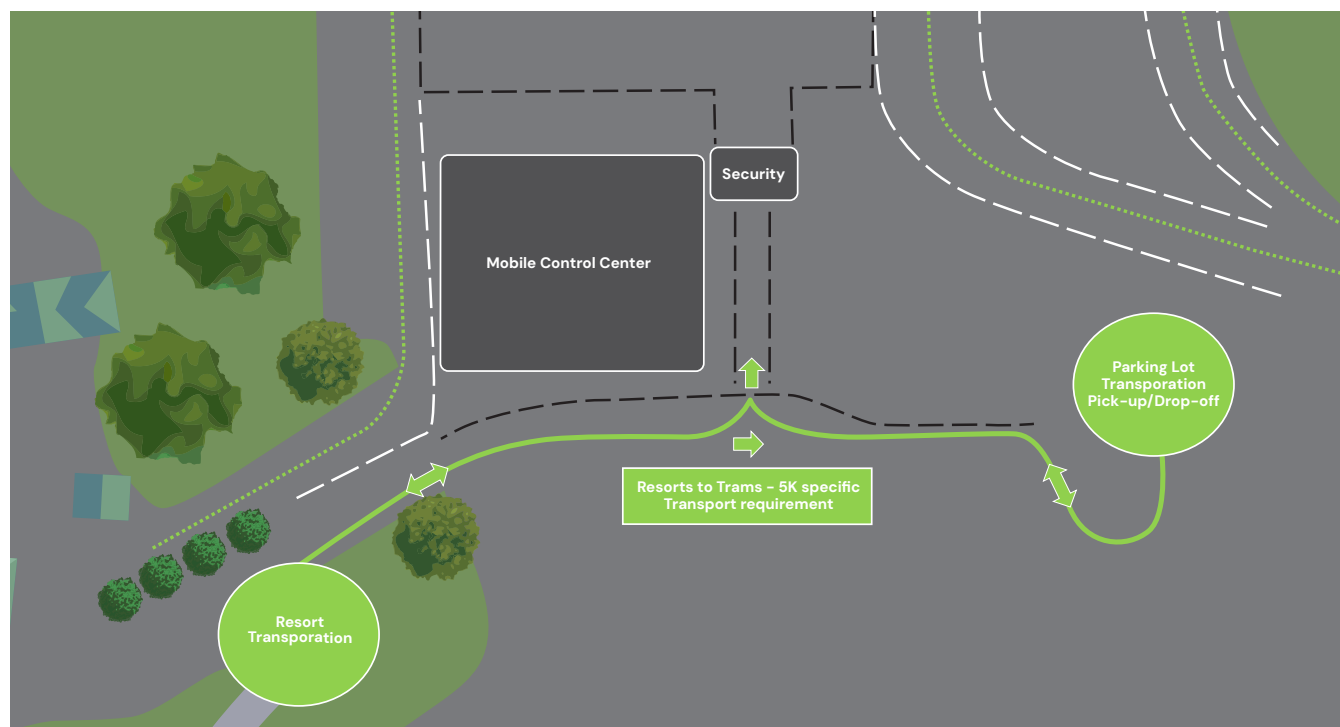 Security
Mobile Control Center
Parking Lot
Transporation
Pick-up/Drop-off
Resorts to Trams - 5K specific
Transport requirement
Resort
Transporation